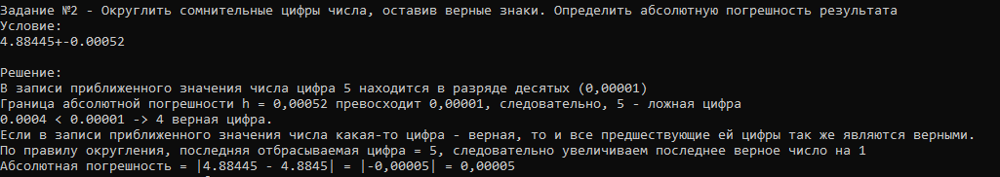 Задание №2 - Округлить сомнительные цифры числа, оставив верные знаки. Определить абсолютную погрешность результата
Условие:
4.88445+-0.00052
Решение:
В записи приближенного значения числа цифра 5 находится в разряде десятых (0,00001)
Граница абсолютной погрешности h = 0,00052 превосходит 0,00001, следовательно, 5 - ложная цифра
0.0004 < 0.00001 -> 4 верная цифра.
Если в записи приближенного значения числа какая-то цифра - верная, то и все предшествующие ей цифры так же являются верными.
По правилу округления, последняя отбрасываемая цифра = 5, следовательно увеличиваем последнее верное число на 1
Абсолютная погрешность = |4.88445 - 4.8845| = |-0,00005| = 0,00005